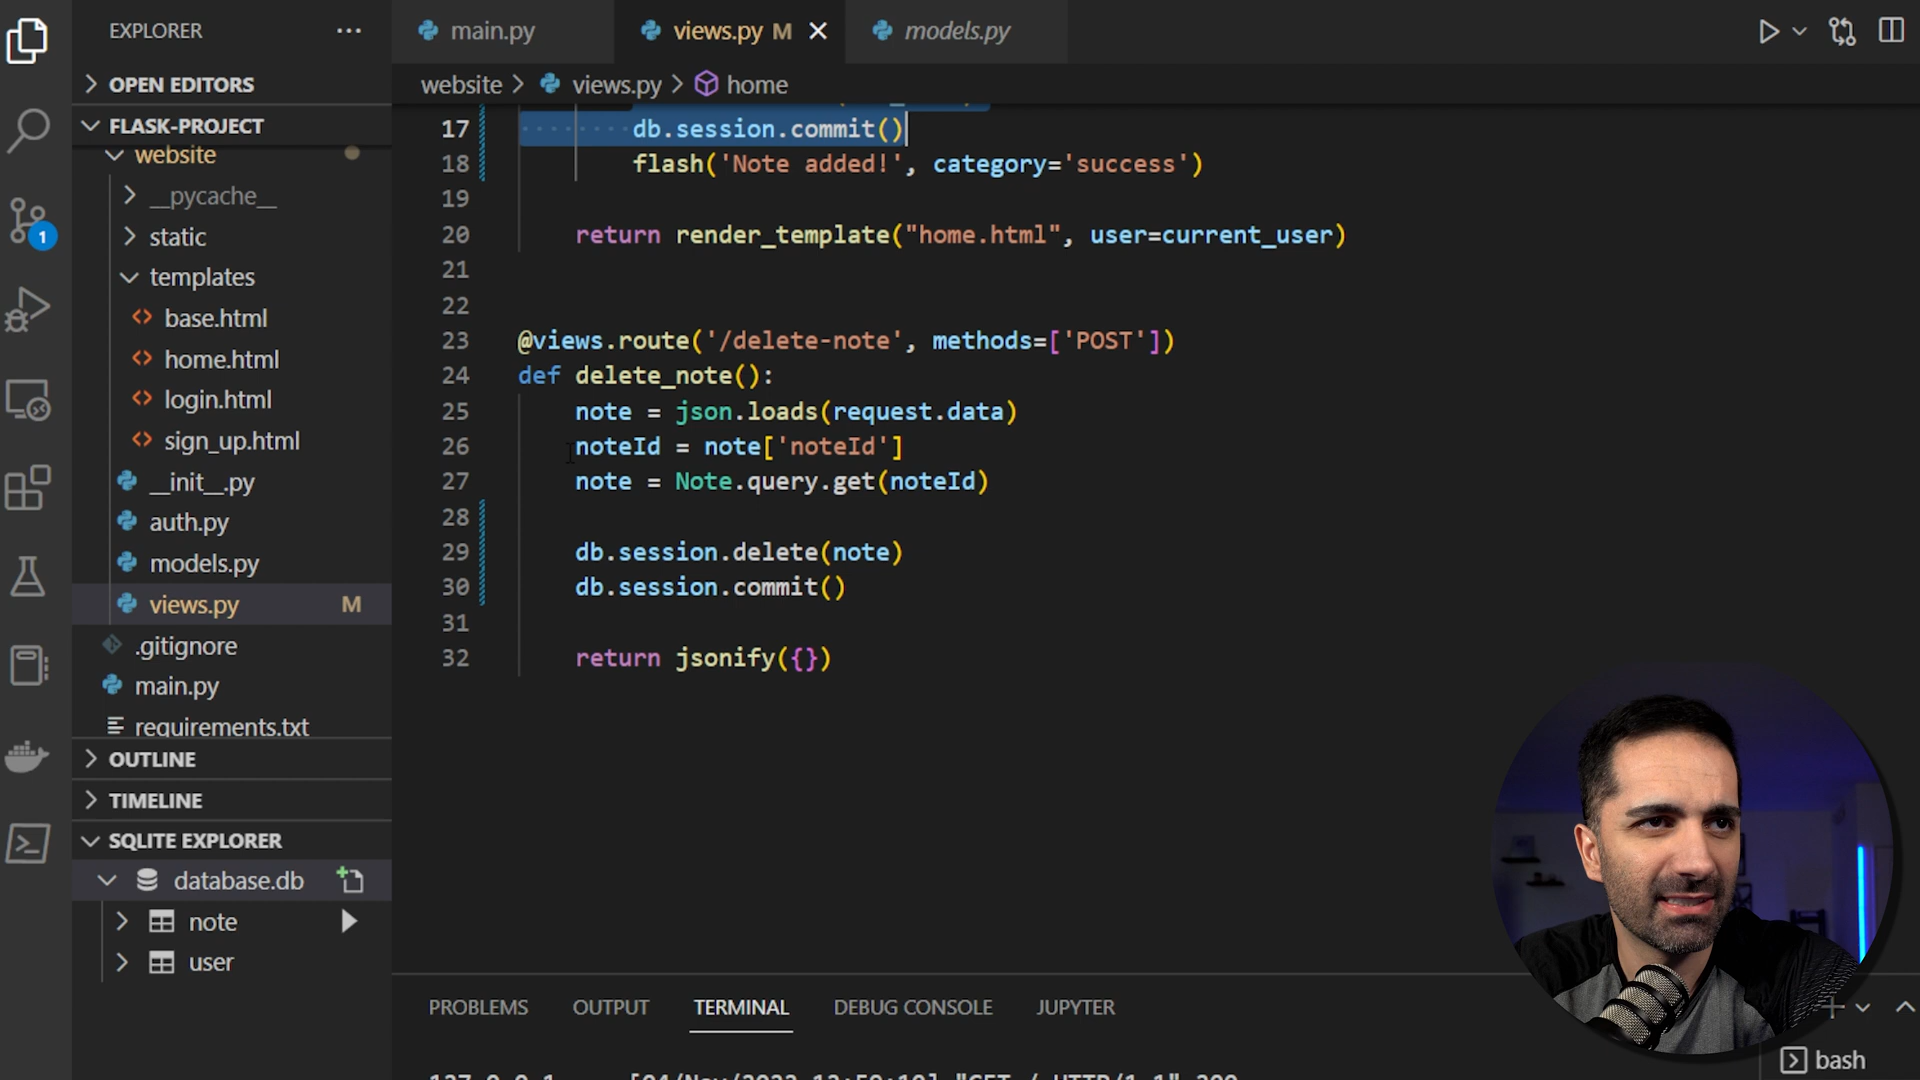 EXPLORER
main.py
views.py M
models.py
OPEN EDITORS
website > views.py > home
FLASK-PROJECT
website
__pycache__
static
templates
base.html
home.html
login.html
sign_up.html
__init__.py
auth.py
models.py
views.py M
.gitignore
main.py
requirements.txt
OUTLINE
TIMELINE
SQLITE EXPLORER
database.db
note
user
1
17 db.session.commit()
18 flash('Note added!', category='success')
19
20 return render_template("home.html", user=current_user)
21
22
23 @views.route('/delete-note', methods=['POST'])
24 def delete_note():
25 note = json.loads(request.data)
26 noteId = note['noteId']
27 note = Note.query.get(noteId)
28
29 db.session.delete(note)
30 db.session.commit()
31
32 return jsonify({})
PROBLEMS OUTPUT TERMINAL DEBUG CONSOLE JUPYTER
bash